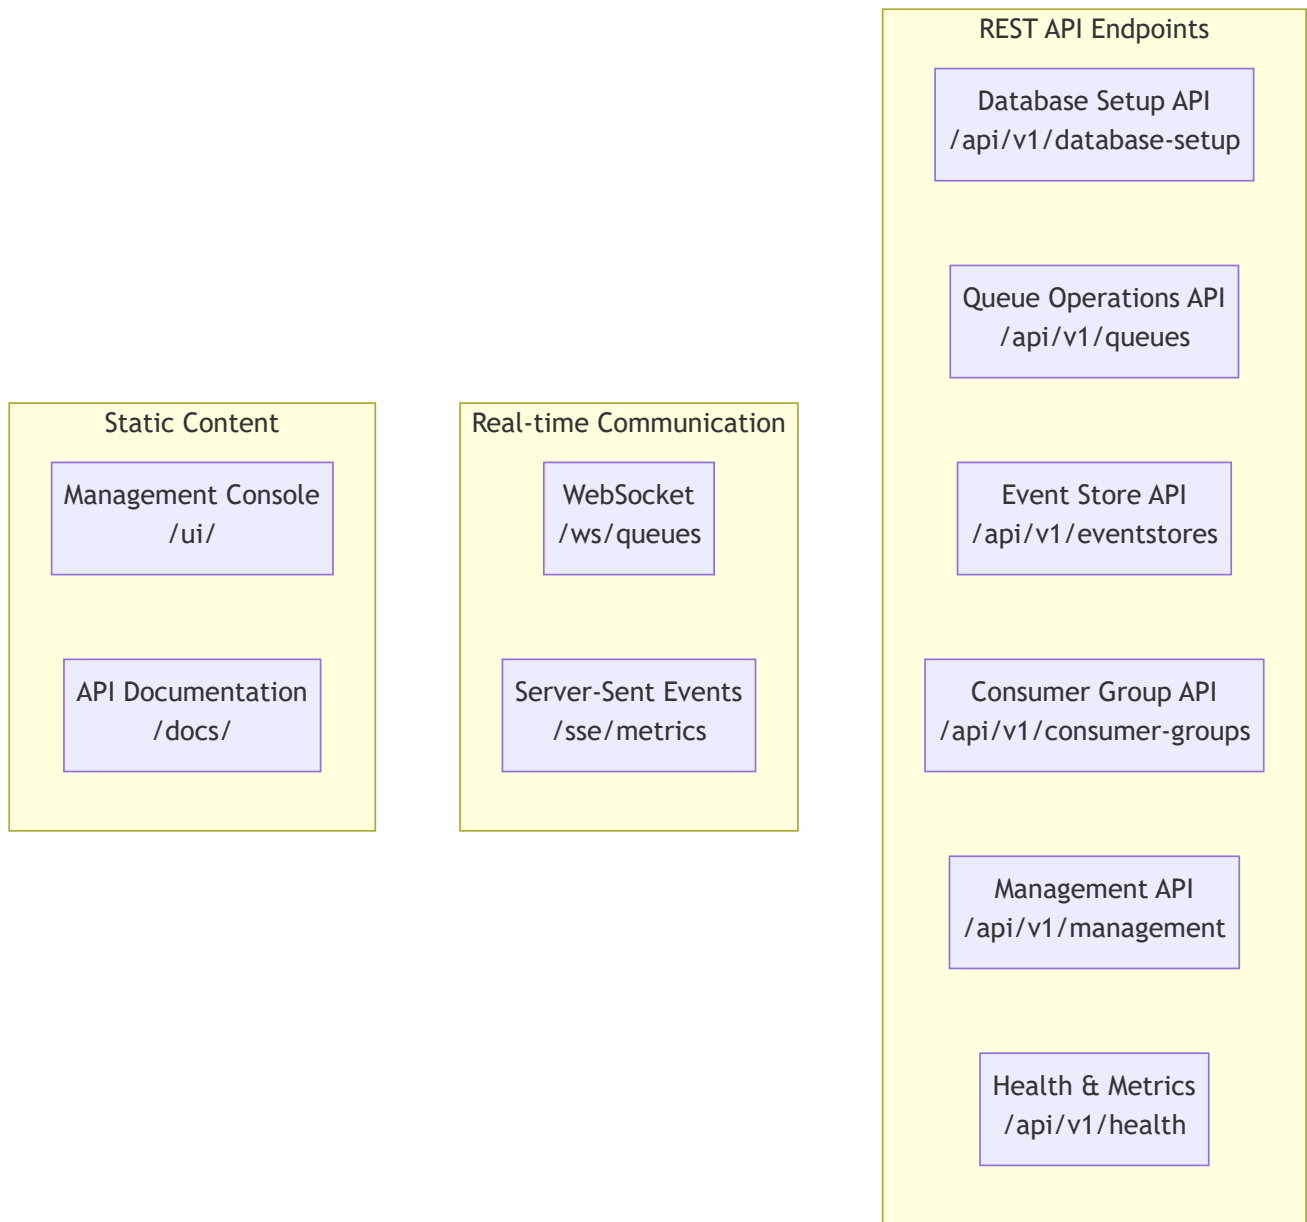 Static Content
Management Console
/ui/
API Documentation
/docs/
Real-time Communication
WebSocket
/ws/queues
Server-Sent Events
/sse/metrics
REST API Endpoints
Database Setup API
/api/v1/database-setup
Queue Operations API
/api/v1/queues
Event Store API
/api/v1/eventstores
Consumer Group API
/api/v1/consumer-groups
Management API
/api/v1/management
Health & Metrics
/api/v1/health